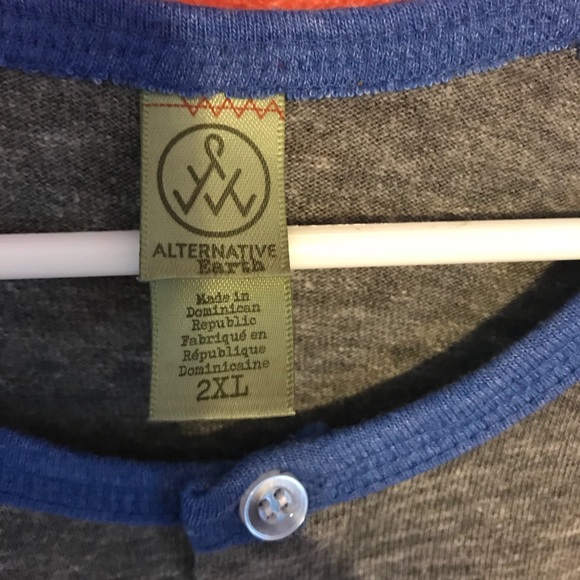 ALTERNATIVE
Earth
Made in
Dominican
Republic
Fabriqué en
République
Dominicaine
2XL